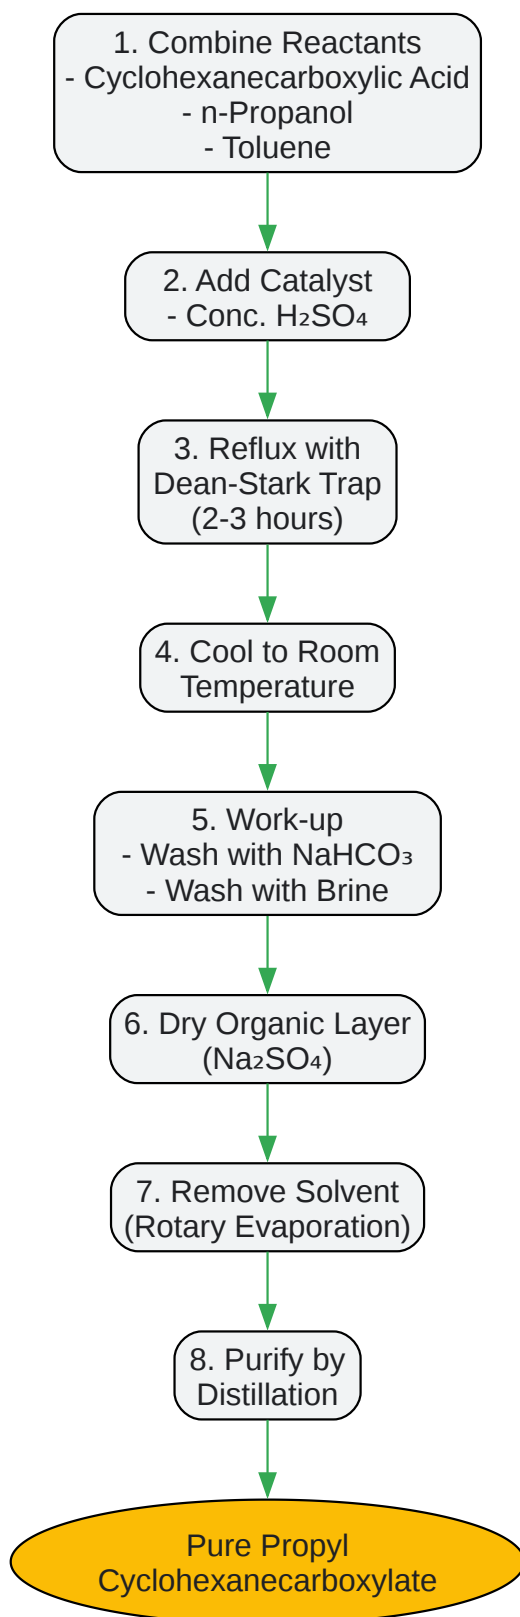 1. Combine Reactants
- Cyclohexanecarboxylic Acid
- n-Propanol
- Toluene
2. Add Catalyst
- Conc. H₂SO₄
3. Reflux with
Dean-Stark Trap
(2-3 hours)
4. Cool to Room
Temperature
5. Work-up
- Wash with NaHCO₃
- Wash with Brine
6. Dry Organic Layer
(Na₂SO₄)
7. Remove Solvent
(Rotary Evaporation)
8. Purify by
Distillation
Pure Propyl
Cyclohexanecarboxylate